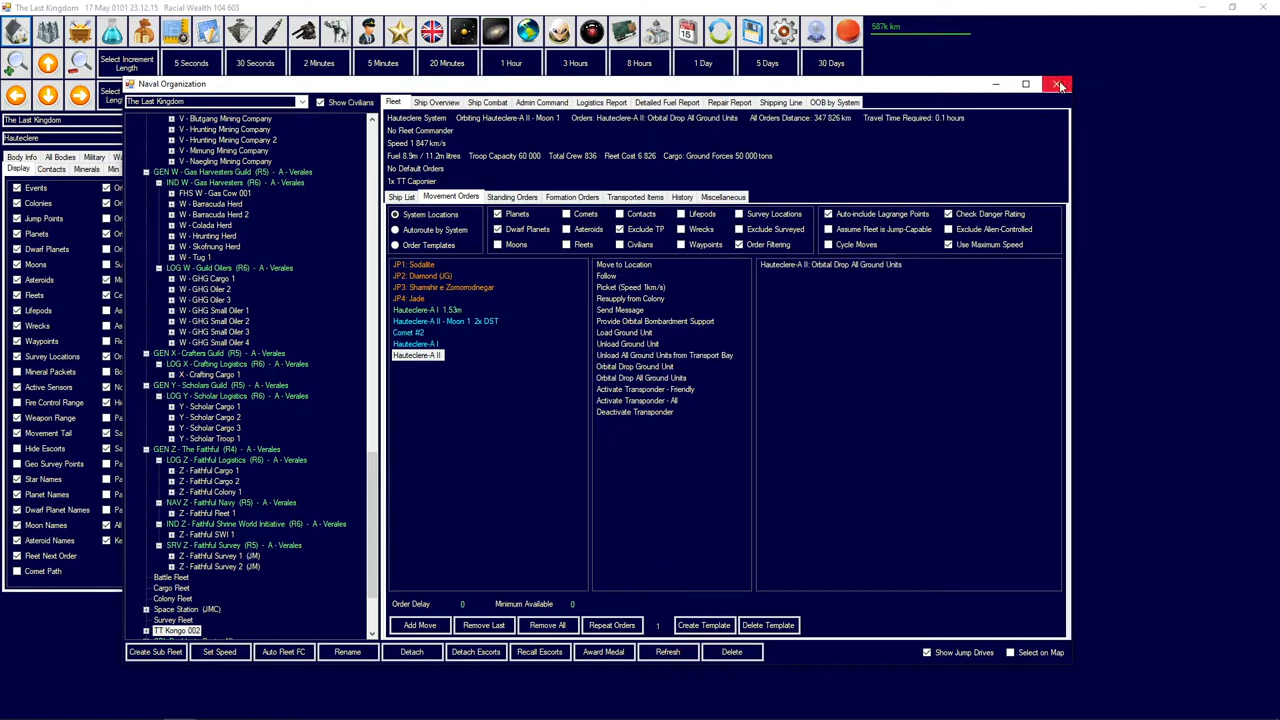 The Last Kingdom    17 May 0101 23.12.15    Racial Wealth 104 603
587k km
Select Increment Length
5 Seconds 30 Seconds 2 Minutes 5 Minutes 20 Minutes 1 Hour 3 Hours 8 Hours 1 Day 5 Days 30 Days
Naval Organization
The Last Kingdom
Show Civilians
Fleet Ship Overview Ship Combat Admin Command Logistics Report Detailed Fuel Report Repair Report Shipping Line OOB by System
The Last Kingdom
Hauteclere
Body Info All Bodies Military
Display Contacts Minerals Min
Events
Colonies
Jump Points
Planets
Dwarf Planets
Moons
Asteroids
Fleets
Lifepods
Wrecks
Waypoints
Survey Locations
Mineral Packets
Active Sensors
Fire Control Range
Weapon Range
Movement Tail
Hide Escorts
Geo Survey Points
Star Names
Planet Names
Dwarf Planet Names
Moon Names
Asteroid Names
Fleet Next Order
Comet Path
V - Blutgang Mining Company
V - Hrunting Mining Company
V - Hrunting Mining Company 2
V - Mimung Mining Company
V - Naegling Mining Company
GEN W - Gas Harvesters Guild (R5) - A - Verales
IND W - Gas Harvesters (R6) - A - Verales
FHS W - Gas Cow 001
W - Barracuda Herd
W - Barracuda Herd 2
W - Colada Herd
W - Hrunting Herd
W - Skofnung Herd
W - Tug 1
LOG W - Guild Oilers (R6) - A - Verales
W - GHG Cargo 1
W - GHG Oiler 2
W - GHG Oiler 3
W - GHG Small Oiler 1
W - GHG Small Oiler 2
W - GHG Small Oiler 3
W - GHG Small Oiler 4
GEN X - Crafters Guild (R5) - A - Verales
LOG X - Crafting Logistics (R6) - A - Verales
X - Crafting Cargo 1
GEN Y - Scholars Guild (R5) - A - Verales
LOG Y - Scholar Logistics (R6) - A - Verales
Y - Scholar Cargo 1
Y - Scholar Cargo 2
Y - Scholar Cargo 3
Y - Scholar Troop 1
GEN Z - The Faithful (R4) - A - Verales
LOG Z - Faithful Logistics (R6) - A - Verales
Z - Faithful Cargo 1
Z - Faithful Cargo 2
Z - Faithful Colony 1
NAV Z - Faithful Navy (R5) - A - Verales
Z - Faithful Fleet 1
IND Z - Faithful Shrine World Initiative (R6) - A - Verales
Z - Faithful SWI 1
SRV Z - Faithful Survey (R5) - A - Verales
Z - Faithful Survey 1 (JM)
Z - Faithful Survey 2 (JM)
Battle Fleet
Cargo Fleet
Colony Fleet
Space Station (JMC)
Survey Fleet
TT Kongo 002
Hauteclere System Orbiting Hauteclere-A II - Moon 1 Orders: Hauteclere-A II: Orbital Drop All Ground Units All Orders Distance: 347 826 km Travel Time Required: 0.1 hours
No Fleet Commander
Speed 1 847 km/s
Fuel 8.9m / 11.2m litres Troop Capacity 60 000 Total Crew 836 Fleet Cost 6 826 Cargo: Ground Forces 50 000 tons
No Default Orders
1x TT Caponier
Ship List Movement Orders Standing Orders Formation Orders Transported Items History Miscellaneous
System Locations Planets Comets Contacts Lifepods Survey Locations Auto-include Lagrange Points Check Danger Rating
Autoroute by System Dwarf Planets Asteroids Exclude TP Wrecks Exclude Surveyed Assume Fleet is Jump-Capable Exclude Alien-Controlled
Order Templates Moons Fleets Civilians Waypoints Order Filtering Cycle Moves Use Maximum Speed
JP1: Sodalite
JP2: Diamond (JG)
JP3: Shamshir e Zomorrodnegar
JP4: Jade
Hauteclere-A I 1.53m
Hauteclere-A II - Moon 1 2x DST
Comet #2
Hauteclere-A I
Hauteclere-A II
Move to Location
Follow
Picket (Speed 1km/s)
Resupply from Colony
Send Message
Provide Orbital Bombardment Support
Load Ground Unit
Unload Ground Unit
Unload All Ground Units from Transport Bay
Orbital Drop Ground Unit
Orbital Drop All Ground Units
Activate Transponder - Friendly
Activate Transponder - All
Deactivate Transponder
Hauteclere-A II: Orbital Drop All Ground Units
Order Delay 0 Minimum Available 0
Add Move Remove Last Remove All Repeat Orders 1 Create Template Delete Template
Create Sub Fleet Set Speed Auto Fleet FC Rename Detach Detach Escorts Recall Escorts Award Medal Refresh Delete Show Jump Drives Select on Map